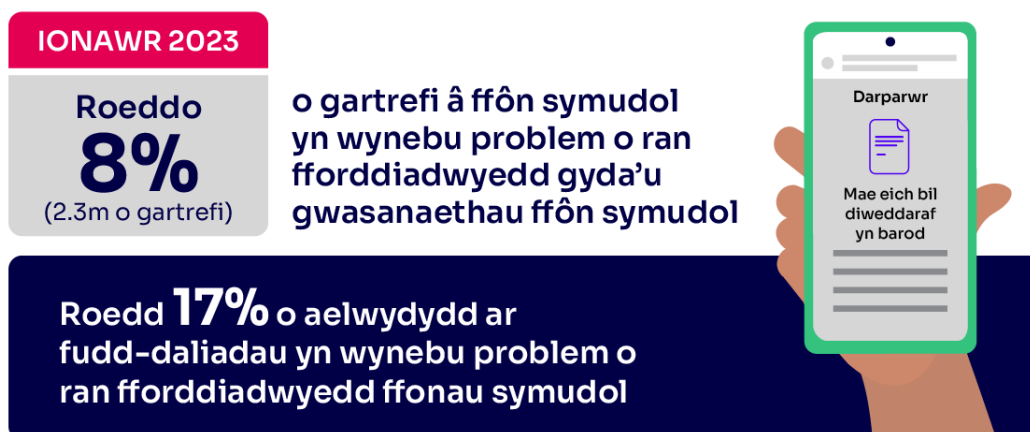 IONAWR 2023
Roeddo
8%
(2.3m o gartrefi)
o gartrefi â ffôn symudol
yn wynebu problem o ran
fforddiadwyedd gyda’u
gwasanaethau ffôn symudol
Darparwr
Mae eich bil
diweddaraf
yn barod
Roedd 17% o aelwydydd ar
fudd-daliadau yn wynebu problem o
ran fforddiadwyedd ffonau symudol